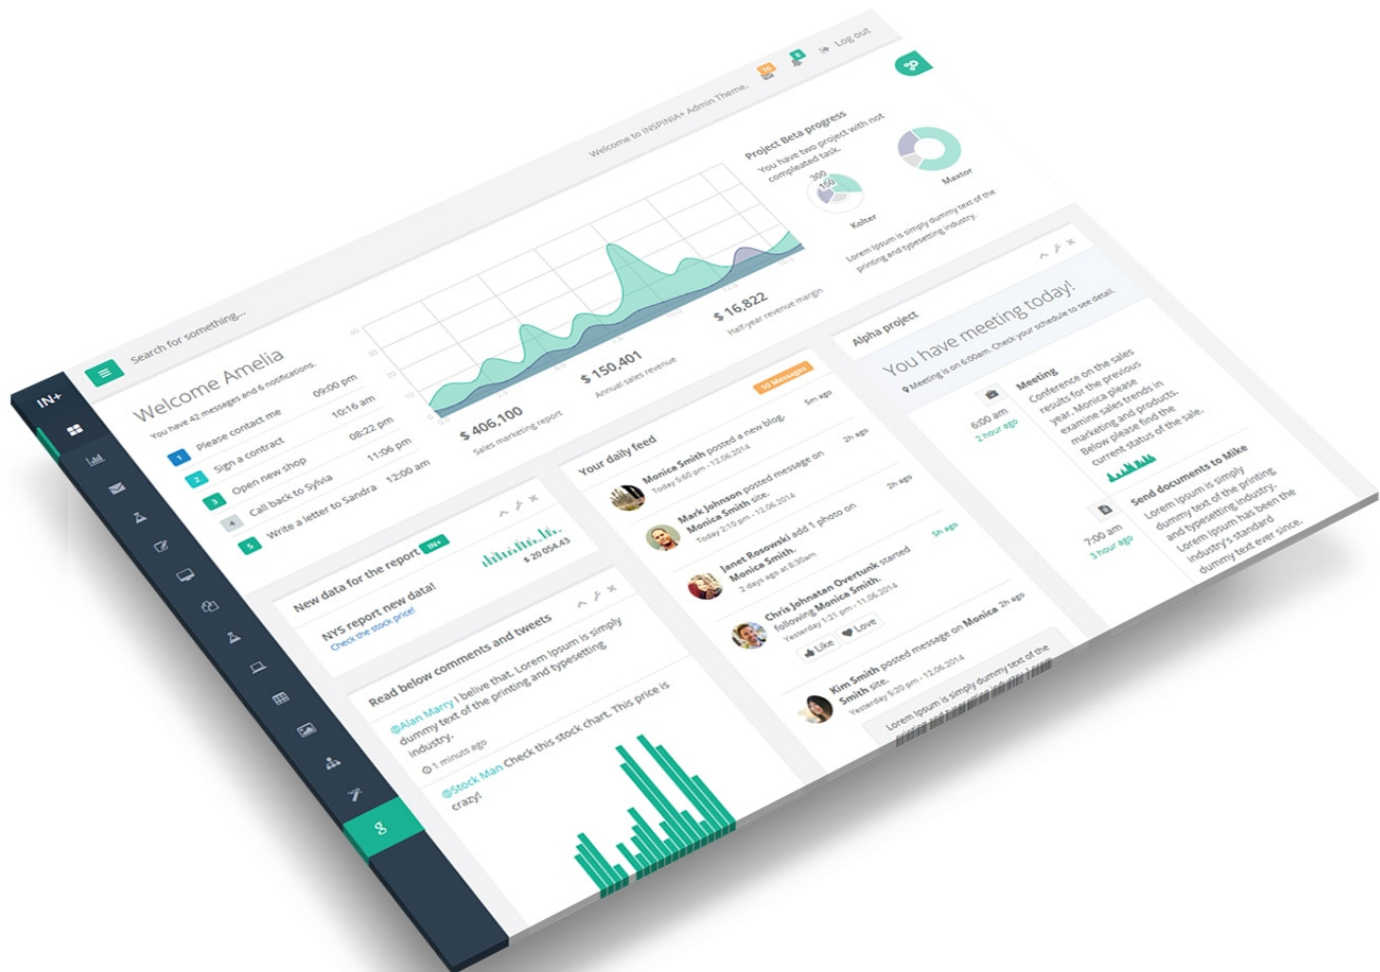 Welcome to INSPINIA+ Admin Theme.
Log out
IN+
Search for something...
Welcome Amelia
You have 42 messages and 6 notifications.
1 Please contact me 09:00 pm
2 Sign a contract 10:16 am
3 Open new shop 08:22 pm
4 Call back to Sylvia 11:06 pm
5 Write a letter to Sandra 12:00 am
$ 406,100
Sales marketing report
$ 150,401
Annual sales revenue
$ 16,822
Half-year revenue margin
Project Beta progress
You have two project with not
compleated task.
300
150
Kolter
Maxtor
Lorem Ipsum is simply dummy text of the
printing and typesetting industry.
New data for the report IN+
NYS report new data!
Check the stock price!
$ 20 054.43
Read below comments and tweets
@Alan Marry I belive that. Lorem Ipsum is simply
dummy text of the printing and typesetting
industry.
1 minuts ago
@Stock Man Check this stock chart. This price is
crazy!
Your daily feed
10 Messages
5m ago
Monica Smith posted a new blog.
Today 5:60 pm - 12.06.2014
2h ago
Mark Johnson posted message on
Monica Smith site.
Today 2:10 pm - 12.06.2014
2h ago
Janet Rosowski add 1 photo on
Monica Smith.
2 days ago at 8:30am
5h ago
Chris Johnatan Overtunk started
following Monica Smith.
Yesterday 1:21 pm - 11.06.2014
Like
Love
2h ago
Kim Smith posted message on Monica
Smith site.
Yesterday 5:20 pm - 12.06.2014
Lorem Ipsum is simply dummy text of the
Alpha project
You have meeting today!
Meeting is on 6:00am. Check your schedule to see detail.
6:00 am
2 hour ago
Meeting
Conference on the sales
results for the previous
year. Monica please
examine sales trends in
marketing and products.
Below please find the
current status of the sale.
7:00 am
3 hour ago
Send documents to Mike
Lorem Ipsum is simply
dummy text of the printing
and typesetting industry.
Lorem Ipsum has been the
industry's standard
dummy text ever since.
g